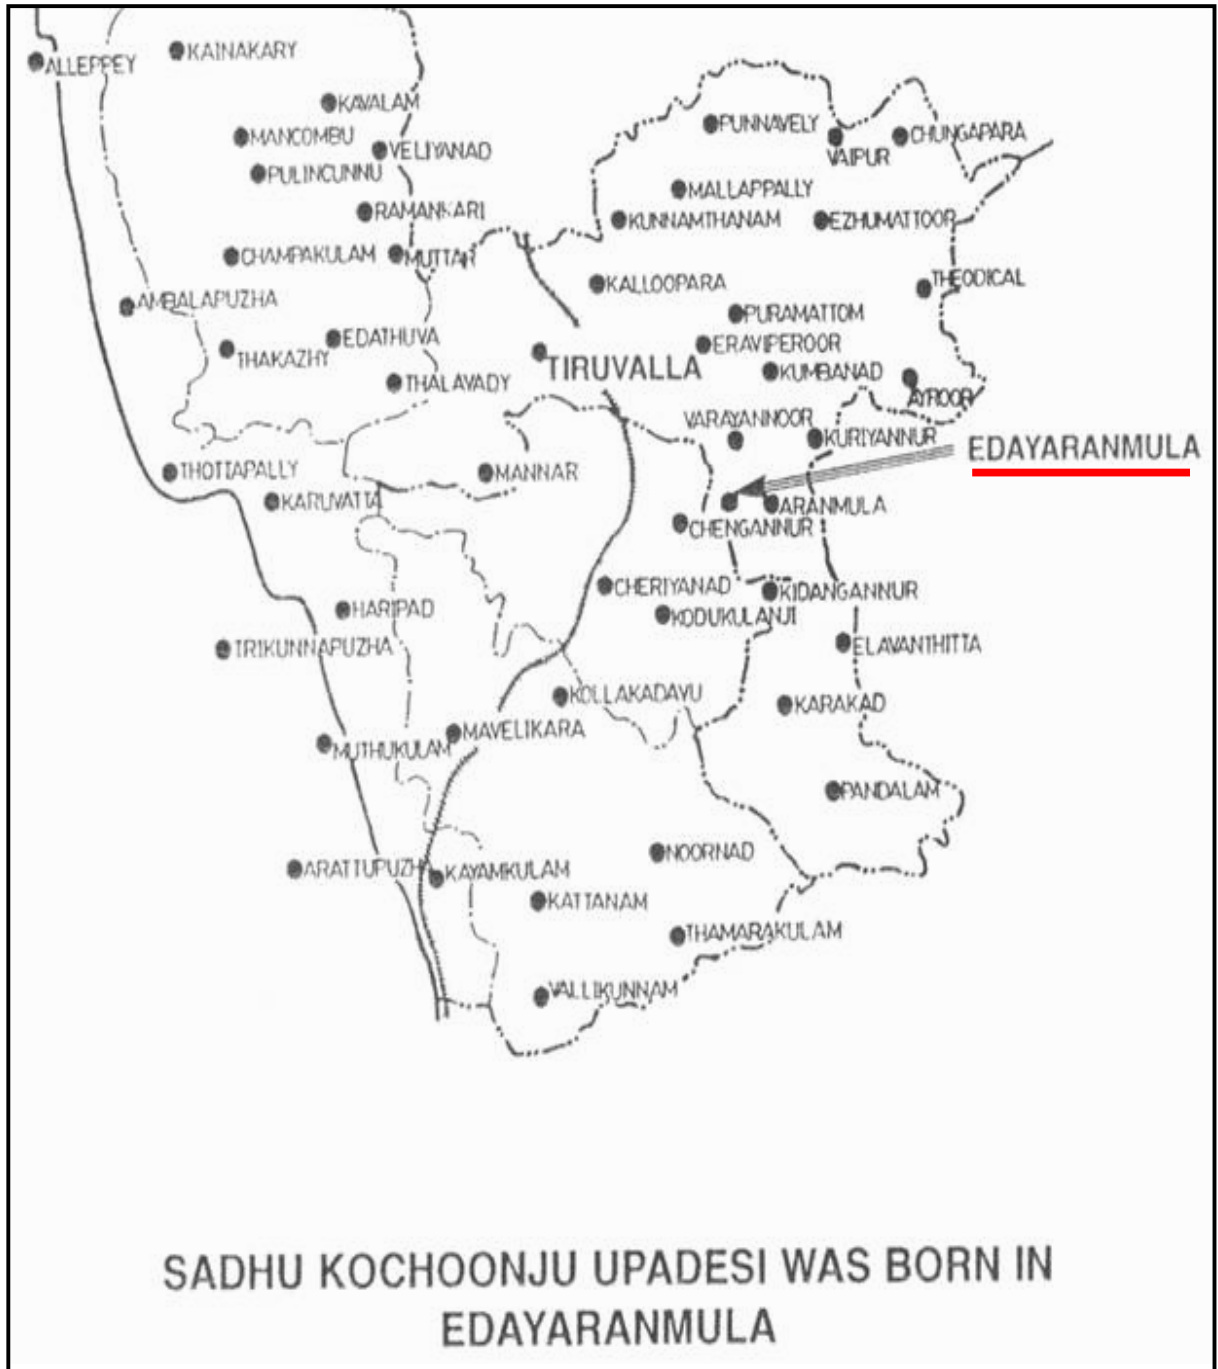 KAINAKARY
ALLEPPEY
KAVALAM
PUNNAVELY
MANCOMBU
CHUNGAPARA
VELIYANAD
VAIPUR
PULINCUNNU
MALLAPPALLY
RAMANKARI
KUNNAMTHANAM
EZHUMATTOOR
CHAMPAKULAM
MUTTAR
KALLOOPARA
THEODICAL
AMBALAPUZHA
PURAMATTOM
EDATHUVA
ERAVIPEROOR
THAKAZHY
TIRUVALLA
KUMBANAD
THALAVADY
AYROOR
VARAYANNOOR
KURIYANNUR
EDAYARANMULA
THOTTAPALLY
MANNAR
KARUVATTA
ARANMULA
CHENGANNUR
CHERIYANAD
KIDANGANNUR
HARIPAD
KODUKULANJI
TRIKUNNAPUZHA
ELAVANTHITTA
KOLLAKADAVU
KARAKAD
MAVELIKARA
MUTHUKULAM
PANDALAM
NOORNAD
ARATTUPUZHA
KAYAMKULAM
KATTANAM
THAMARAKULAM
VALLIKUNNAM
SADHU KOCHOONJU UPADESI WAS BORN IN
EDAYARANMULA